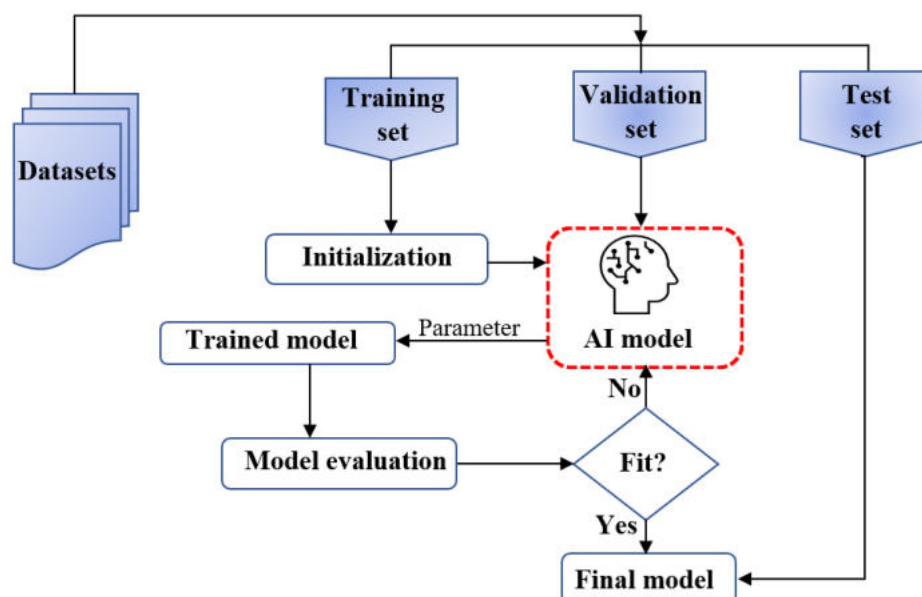 Training
set
Validation
set
Test
set
Datasets
Initialization
AI model
Parameter
Trained model
No
Model evaluation
Fit?
Yes
Final model